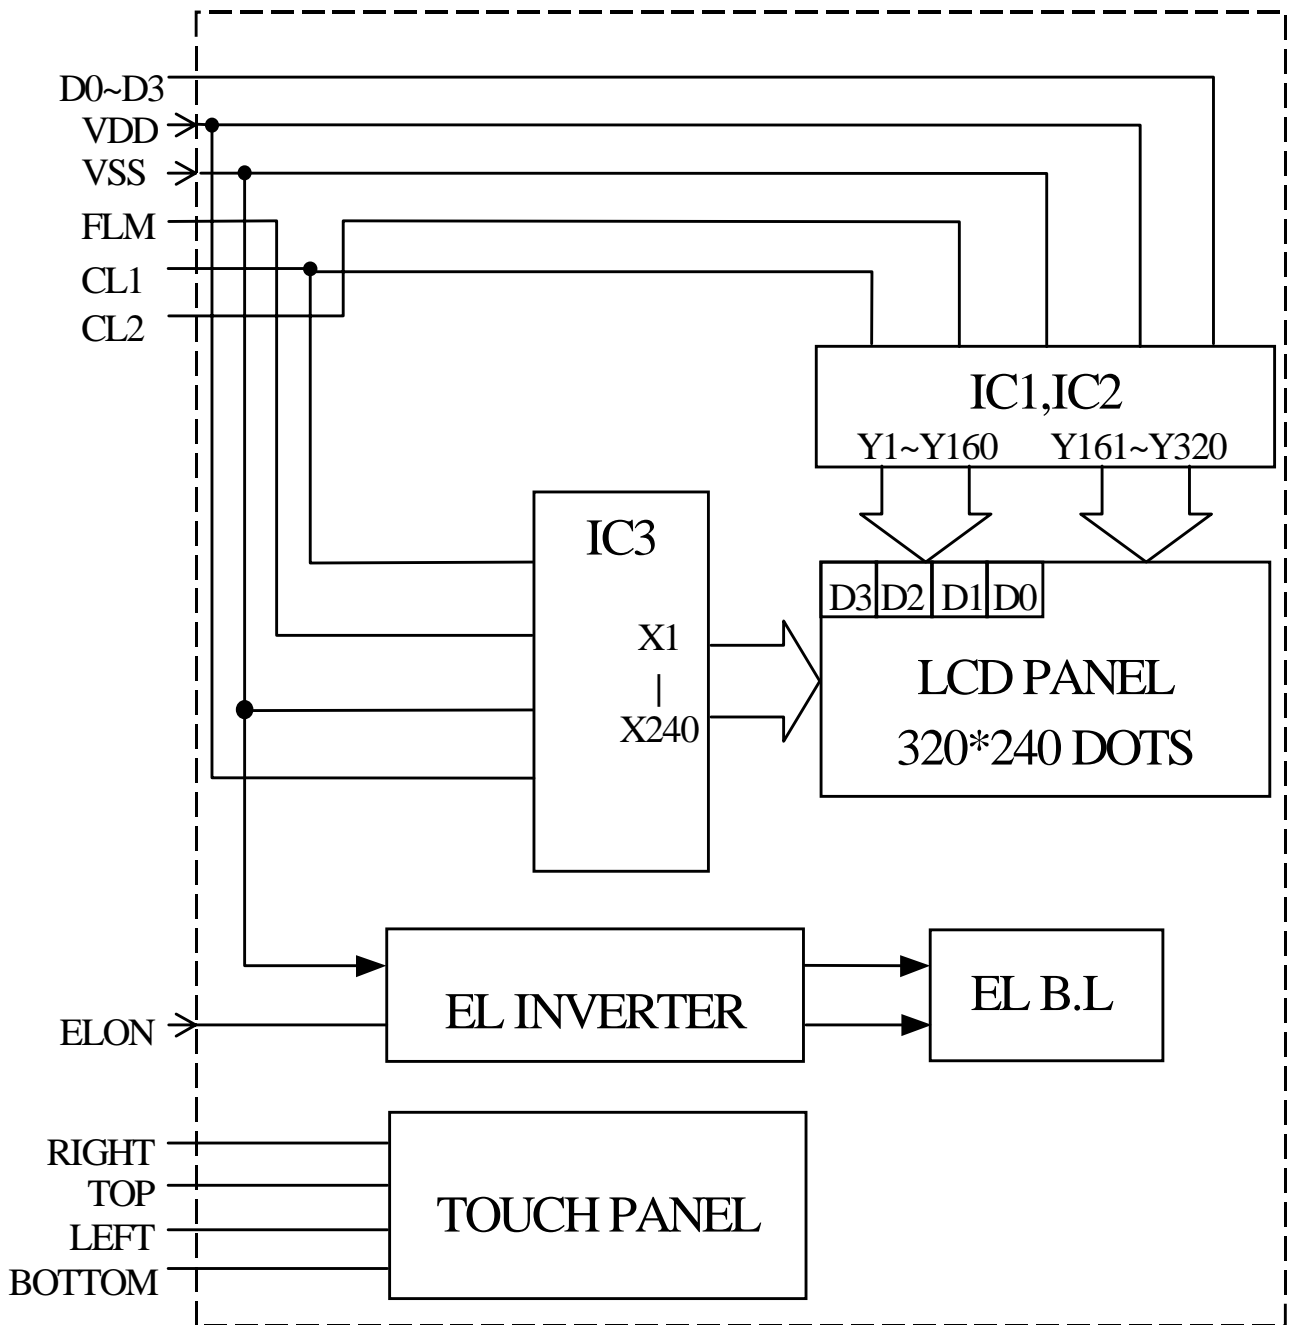 D0~D3
VDD
VSS
FLM
CL1
CL2
IC1,IC2
Y1~Y160 Y161~Y320
IC3
X1
X240
D3 D2 D1 D0
LCD PANEL
320*240 DOTS
EL INVERTER
EL B.L
ELON
RIGHT
TOP
LEFT
BOTTOM
TOUCH PANEL